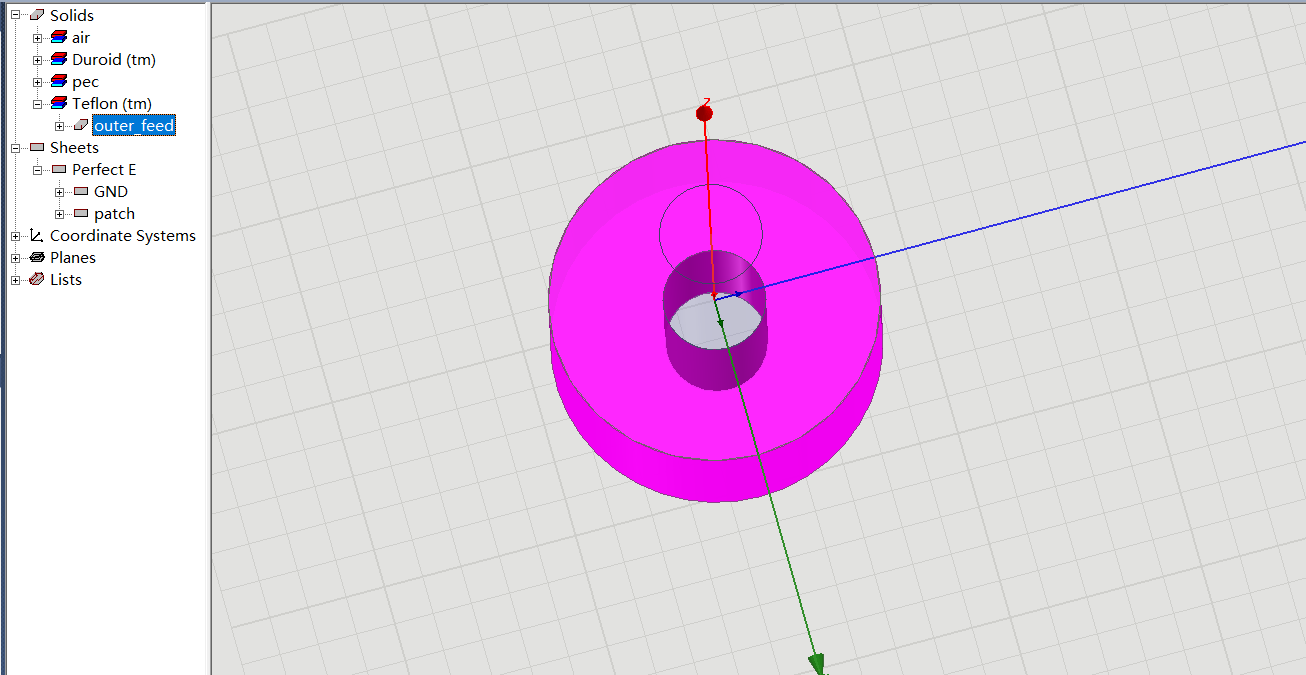 Solids
air
Duroid (tm)
pec
Teflon (tm)
outer_feed
Sheets
Perfect E
GND
patch
Coordinate Systems
Planes
Lists
Z